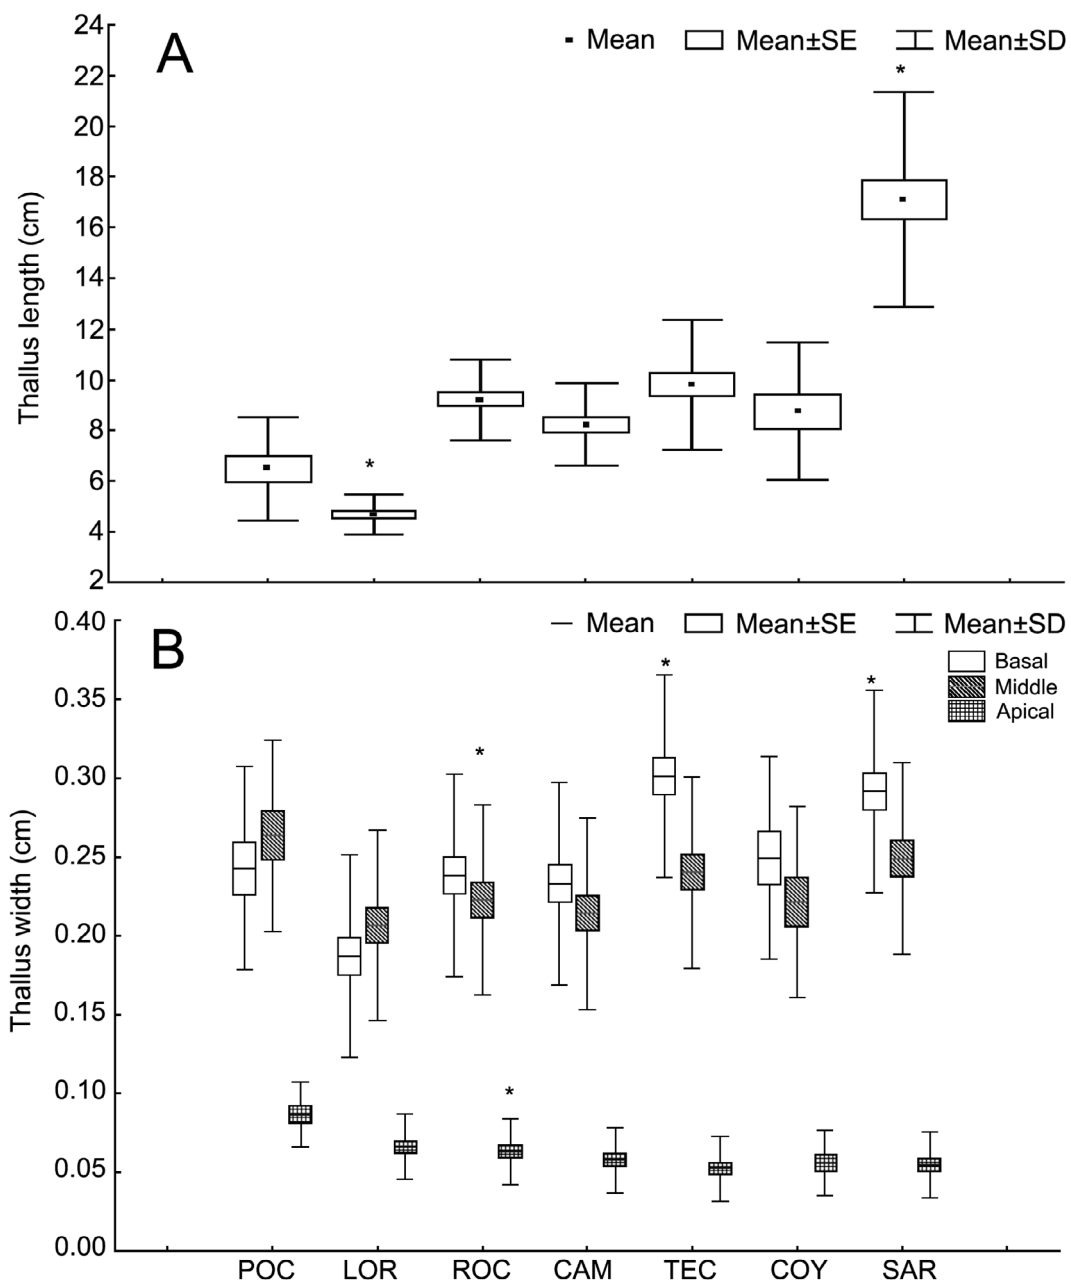 A
Mean Mean±SE Mean±SD
24
22
20
18
16
14
12
10
8
6
4
2
Thallus length (cm)
*
*
B
Mean Mean±SE Mean±SD
Basal
Middle
Apical
0.40
0.35
0.30
0.25
0.20
0.15
0.10
0.05
0.00
Thallus width (cm)
*
*
*
*
POC LOR ROC CAM TEC COY SAR